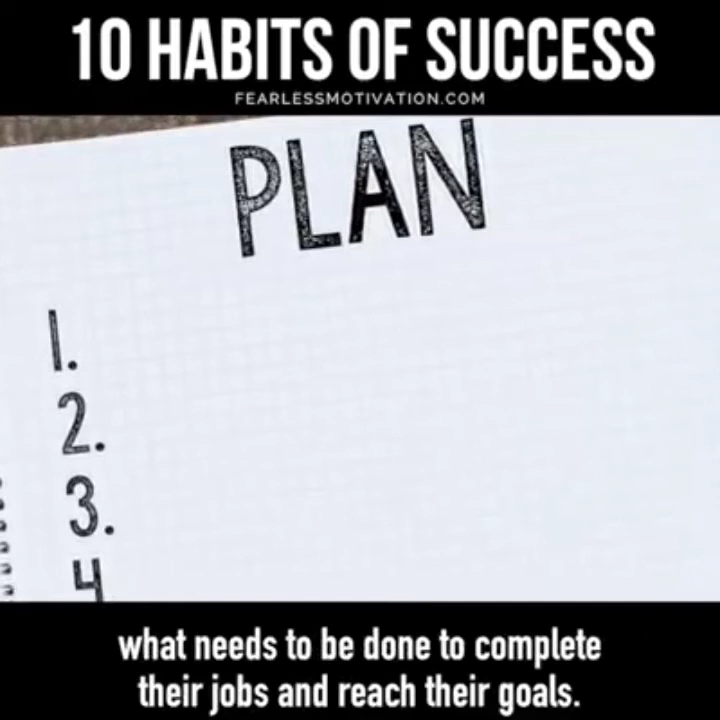 10 HABITS OF SUCCESS
FEARLESSMOTIVATION.COM
PLAN
1.
2.
3.
4
what needs to be done to complete
their jobs and reach their goals.